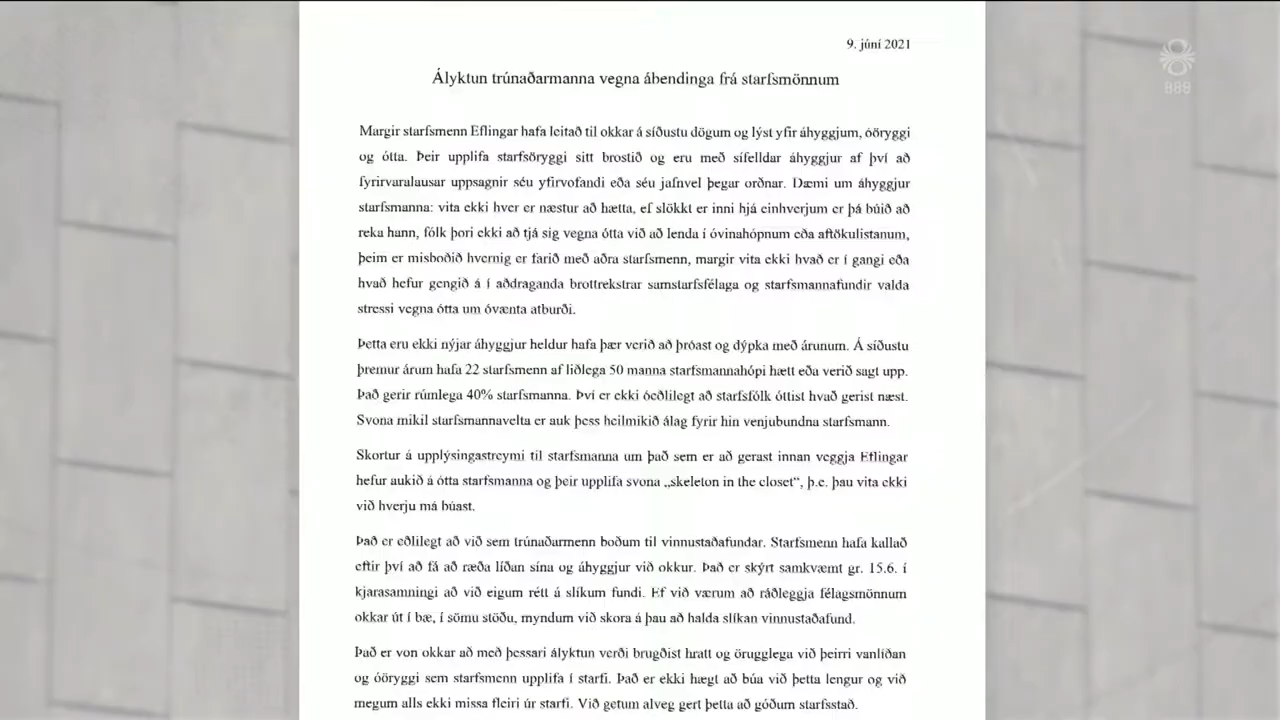 9. júní 2021
888
Ályktun trúnaðarmanna vegna ábendinga frá starfsmönnum
Margir starfsmenn Eflingar hafa leitað til okkar á síðustu dögum og lýst yfir áhyggjum, óöryggi
og ótta. Þeir upplifa starfsöryggi sitt brostið og eru með sífelldar áhyggjur af því að
fyrirvaralausar uppsagnir séu yfirvofandi eða séu jafnvel þegar orðnar. Dæmi um áhyggjur
starfsmanna: vita ekki hver er næstur að hætta, ef slökkt er inni hjá einhverjum er þá búið að
reka hann, fólk þori ekki að tjá sig vegna ótta við að lenda í óvinahópnum eða aftökulistanum,
þeim er misboðið hvernig er farið með aðra starfsmenn, margir vita ekki hvað er í gangi eða
hvað hefur gengið á í aðdraganda brottrekstrar samstarfsfélaga og starfsmannafundir valda
stressi vegna ótta um óvænta atburði.
Þetta eru ekki nýjar áhyggjur heldur hafa þær verið að þróast og dýpka með árunum. Á síðustu
þremur árum hafa 22 starfsmenn af liðlega 50 manna starfsmannahópi hætt eða verið sagt upp.
Það gerir rúmlega 40% starfsmanna. Því er ekki óeðlilegt að starfsfólk óttist hvað gerist næst.
Svona mikil starfsmannavelta er auk þess heilmikið álag fyrir hin venjubundna starfsmann.
Skortur á upplýsingastreymi til starfsmanna um það sem er að gerast innan veggja Eflingar
hefur aukið á ótta starfsmanna og þeir upplifa svona „skeleton in the closet“, þ.e. þau vita ekki
við hverju má búast.
Það er eðlilegt að við sem trúnaðarmenn boðum til vinnustaðafundar. Starfsmenn hafa kallað
eftir því að fá að ræða líðan sína og áhyggjur við okkur. Það er skýrt samkvæmt gr. 15.6. í
kjarasamningi að við eigum rétt á slíkum fundi. Ef við værum að ráðleggja félagsmönnum
okkar út í bæ, í sömu stöðu, myndum við skora á þau að halda slíkan vinnustaðafund.
Það er von okkar að með þessari ályktun verði brugðist hratt og örugglega við þeirri vanlíðan
og óöryggi sem starfsmenn upplifa í starfi. Það er ekki hægt að búa við þetta lengur og við
megum alls ekki missa fleiri úr starfi. Við getum alveg gert þetta að góðum starfsstað.